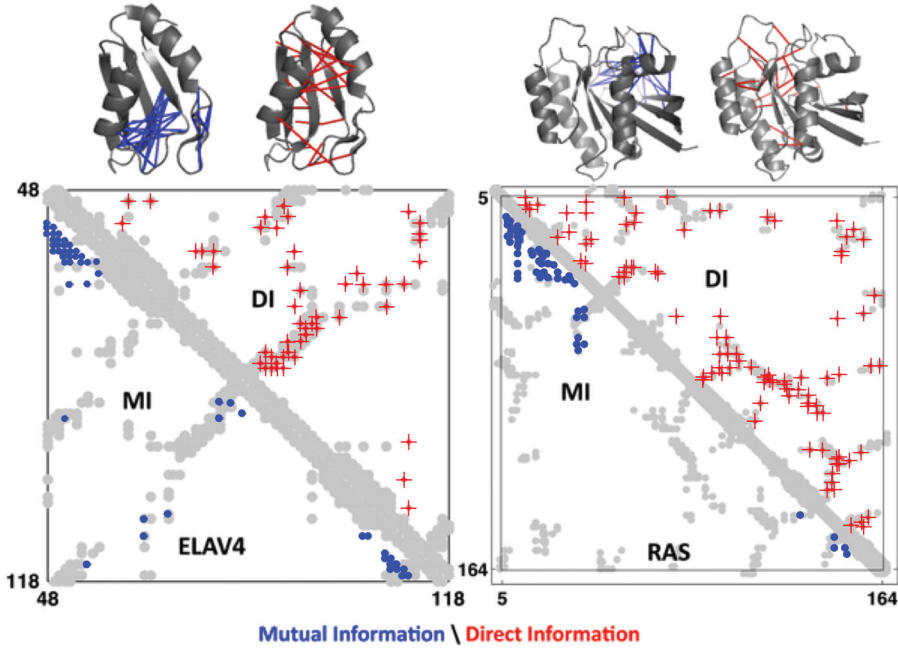 48
DI
MI
ELAV4
118
48
118
5
DI
MI
RAS
164
5
164
Mutual Information \ Direct Information